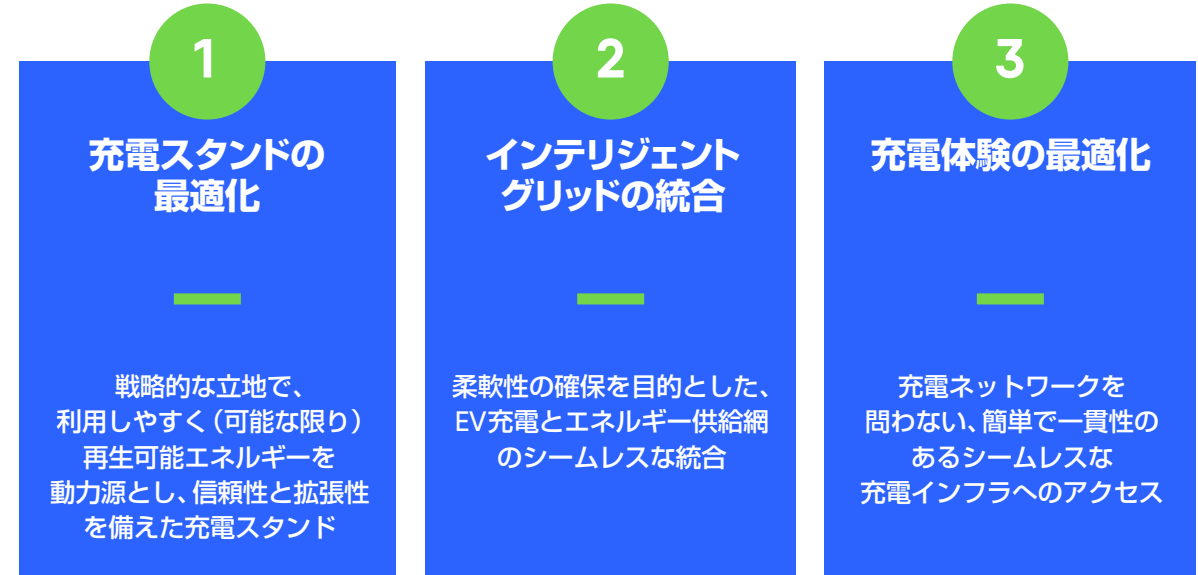 1
充電スタンドの
最適化
戦略的な立地で、
利用しやすく（可能な限り）
再生可能エネルギーを
動力源とし、信頼性と拡張性
を備えた充電スタンド
2
インテリジェント
グリッドの統合
柔軟性の確保を目的とした、
EV充電とエネルギー供給網
のシームレスな統合
3
充電体験の最適化
充電ネットワークを
問わない、簡単で一貫性の
あるシームレスな
充電インフラへのアクセス